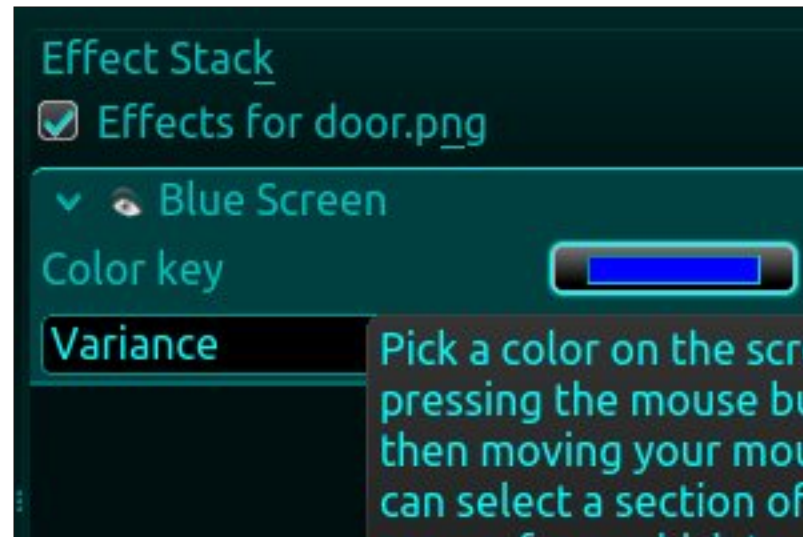 Effect Stack
Effects for door.png
Blue Screen
Color key
Variance
Pick a color on the scr
pressing the mouse bu
then moving your mou
can select a section of